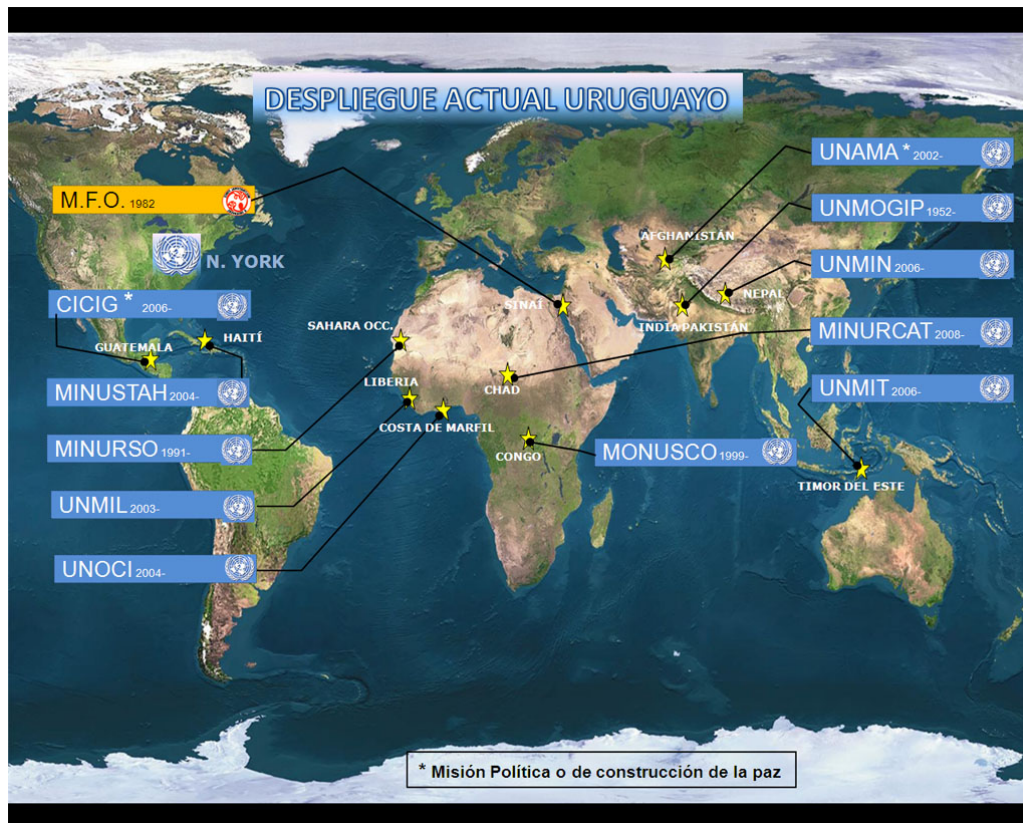 DESPLIEGUE ACTUAL URUGUAYO
UNAMA * 2002-
M.F.O. 1982
UNMOGIP 1952-
AFGHANISTÁN
N. YORK
UNMIN 2006-
CICIG * 2006-
SINAÍ
NEPAL
SAHARA OCC.
INDIA PAKISTÁN
MINURCAT 2008-
HAITÍ
GUATEMALA
LIBERIA
CHAD
UNMIT 2006-
MINUSTAH 2004-
COSTA DE MARFIL
MINURSO 1991-
CONGO
MONUSCO 1999-
TIMOR DEL ESTE
UNMIL 2003-
UNOCI 2004-
* Misión Política o de construcción de la paz